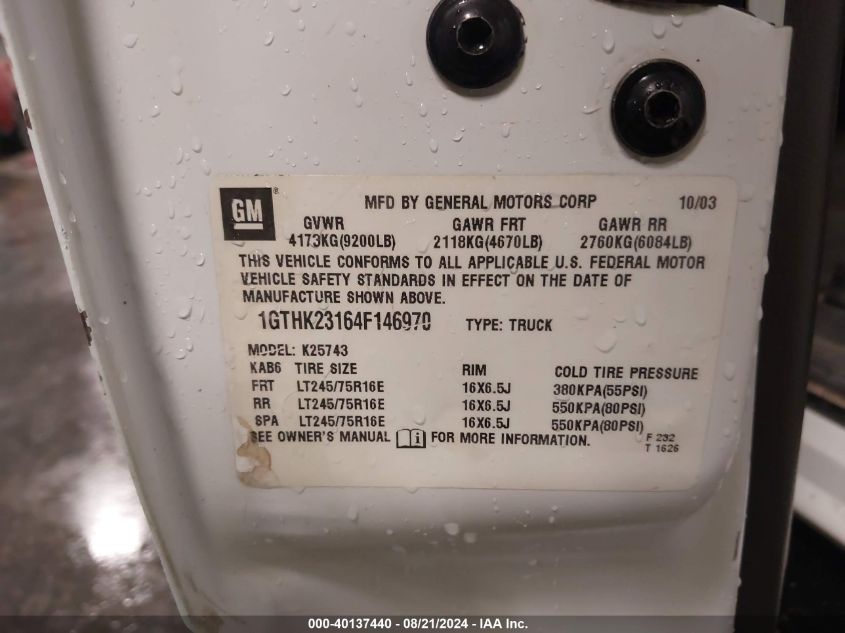 GM ®
MFD BY GENERAL MOTORS CORP 10/03
GVWR GAWR FRT GAWR RR
4173KG(9200LB) 2118KG(4670LB) 2760KG(6084LB)
THIS VEHICLE CONFORMS TO ALL APPLICABLE U.S. FEDERAL MOTOR
VEHICLE SAFETY STANDARDS IN EFFECT ON THE DATE OF
MANUFACTURE SHOWN ABOVE.
1GTHK23164F146970 TYPE: TRUCK
MODEL: K25743
KAB6 TIRE SIZE RIM COLD TIRE PRESSURE
FRT LT245/75R16E 16X6.5J 380KPA(55PSI)
RR LT245/75R16E 16X6.5J 550KPA(80PSI)
SPA LT245/75R16E 16X6.5J 550KPA(80PSI)
SEE OWNER'S MANUAL FOR MORE INFORMATION.
F 232
T 1626
000-40137440 - 08/21/2024 - IAA Inc.